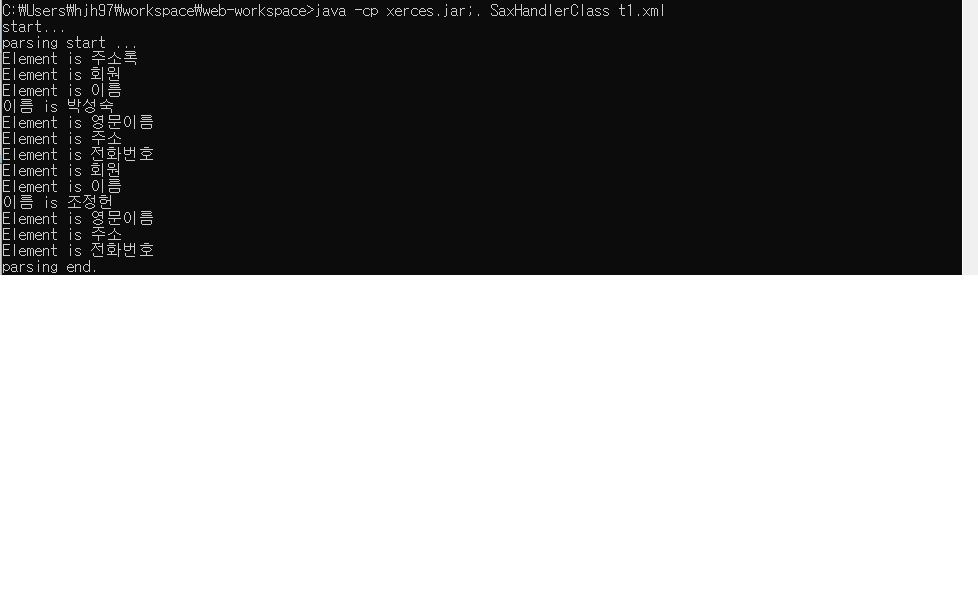 C:₩Users₩hjh97₩workspace₩web-workspace>java -cp xerces.jar;. SaxHandlerClass t1.xml
start...
parsing start ...
Element is 주소록
Element is 회원
Element is 이름
이름 is 박성숙
Element is 영문이름
Element is 주소
Element is 전화번호
Element is 회원
Element is 이름
이름 is 조정헌
Element is 영문이름
Element is 주소
Element is 전화번호
parsing end.